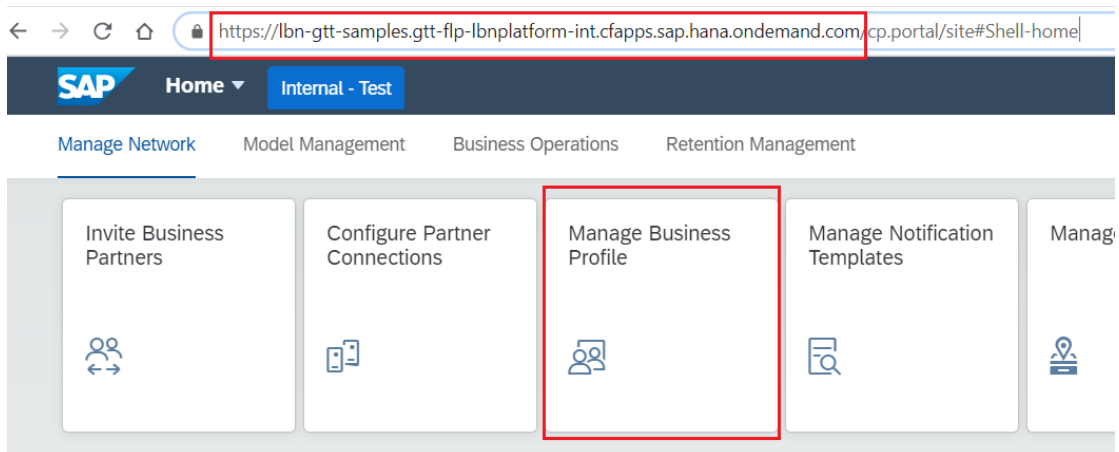 https://lbn-gtt-samples.gtt-flp-lbnplatform-int.cfapps.sap.hana.ondemand.com/cp.portal/site#Shell-home
SAP Home Internal - Test
Manage Network Model Management Business Operations Retention Management
Invite Business Partners
Configure Partner Connections
Manage Business Profile
Manage Notification Templates
Manag